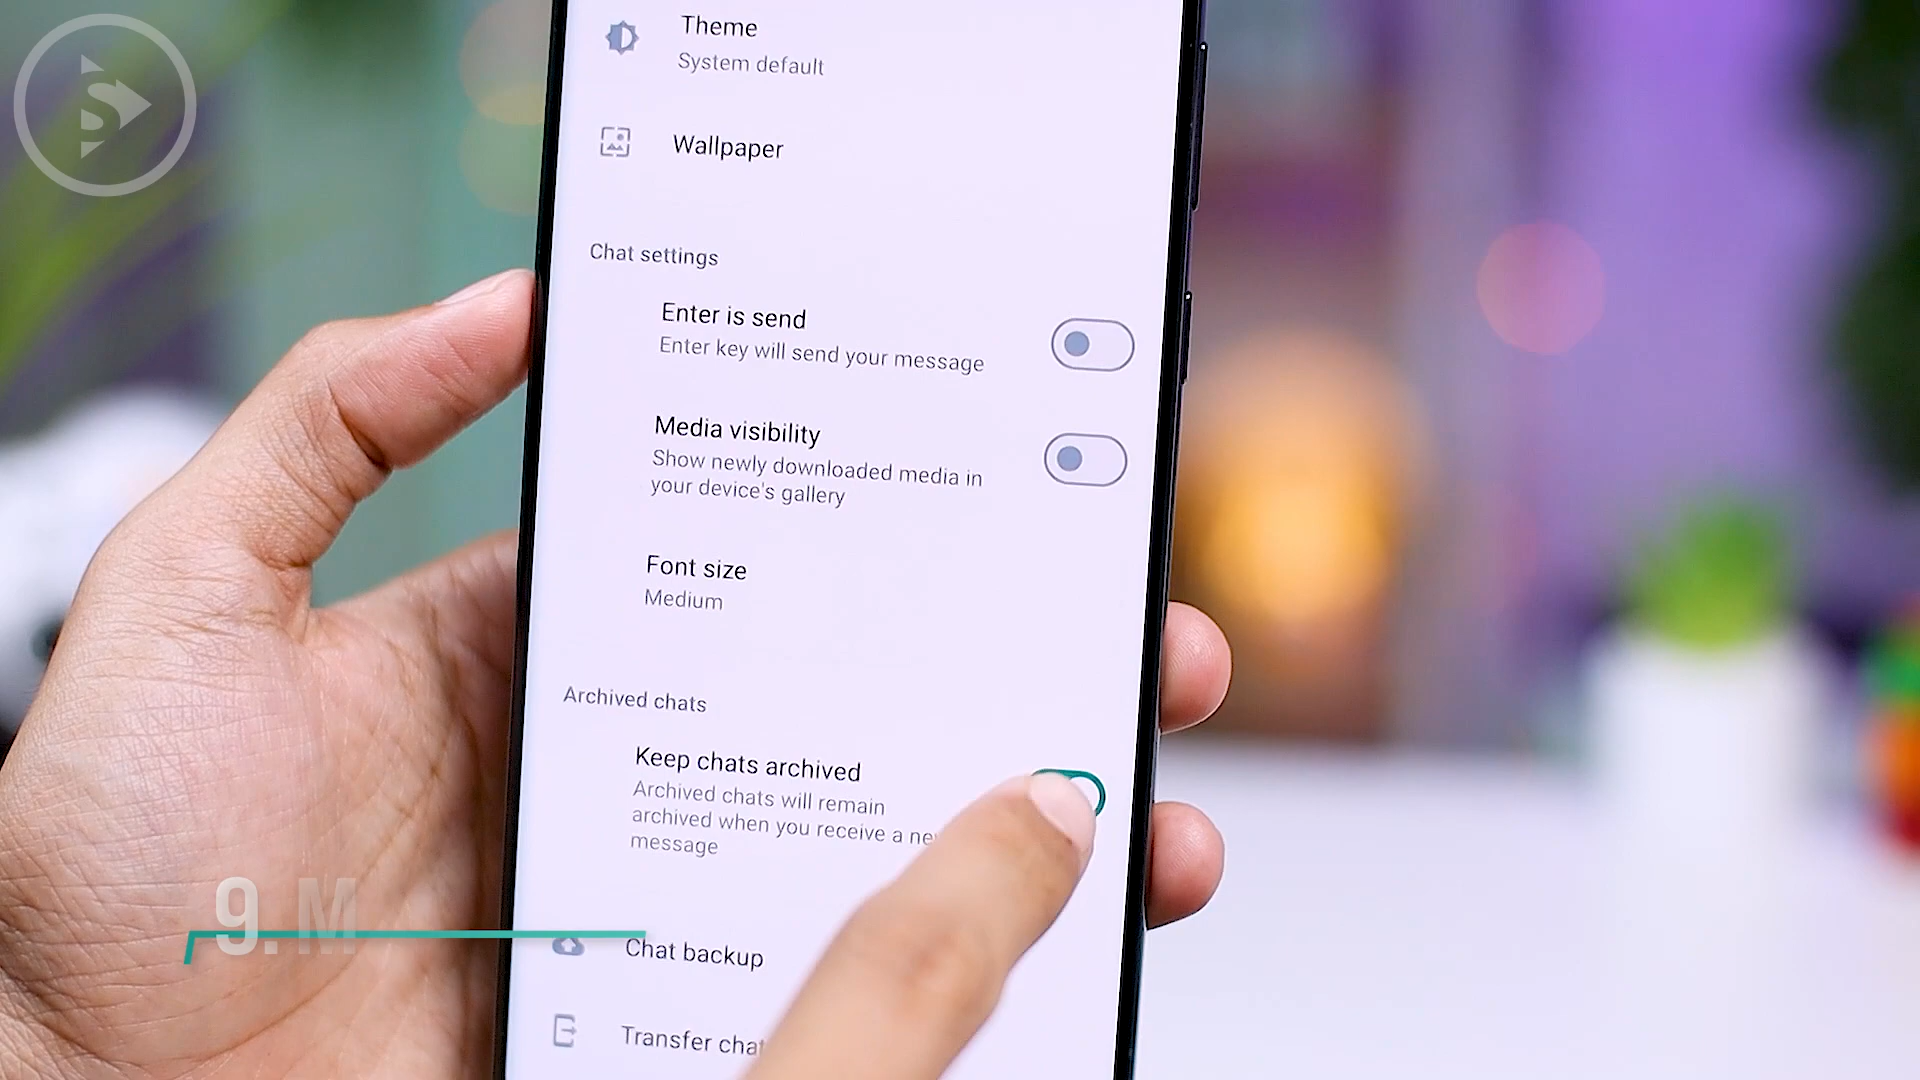 Theme
System default
Wallpaper
Chat settings
Enter is send
Enter key will send your message
Media visibility
Show newly downloaded media in
your device's gallery
Font size
Medium
Archived chats
Keep chats archived
Archived chats will remain
archived when you receive a
message
Chat backup
Transfer
9. M
S